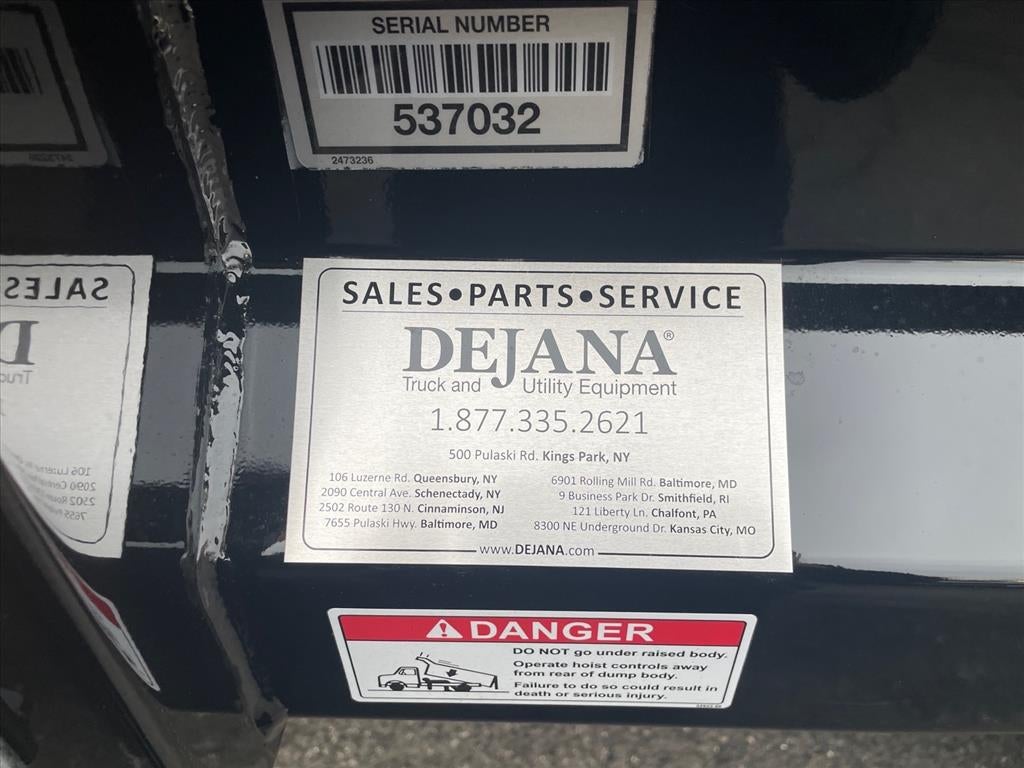 SERIAL NUMBER
537032
2473236
SALES•PARTS•SERVICE
DEJANA®
Truck and Utility Equipment
1.877.335.2621
500 Pulaski Rd. Kings Park, NY
106 Luzerne Rd. Queensbury, NY
2090 Central Ave. Schenectady, NY
2502 Route 130 N. Cinnaminson, NJ
7655 Pulaski Hwy. Baltimore, MD
6901 Rolling Mill Rd. Baltimore, MD
9 Business Park Dr. Smithfield, RI
121 Liberty Ln. Chalfont, PA
8300 NE Underground Dr. Kansas City, MO
www.DEJANA.com
DANGER
DO NOT go under raised body.
Operate hoist controls away
from rear of dump body.
Failure to do so could result in
death or serious injury.